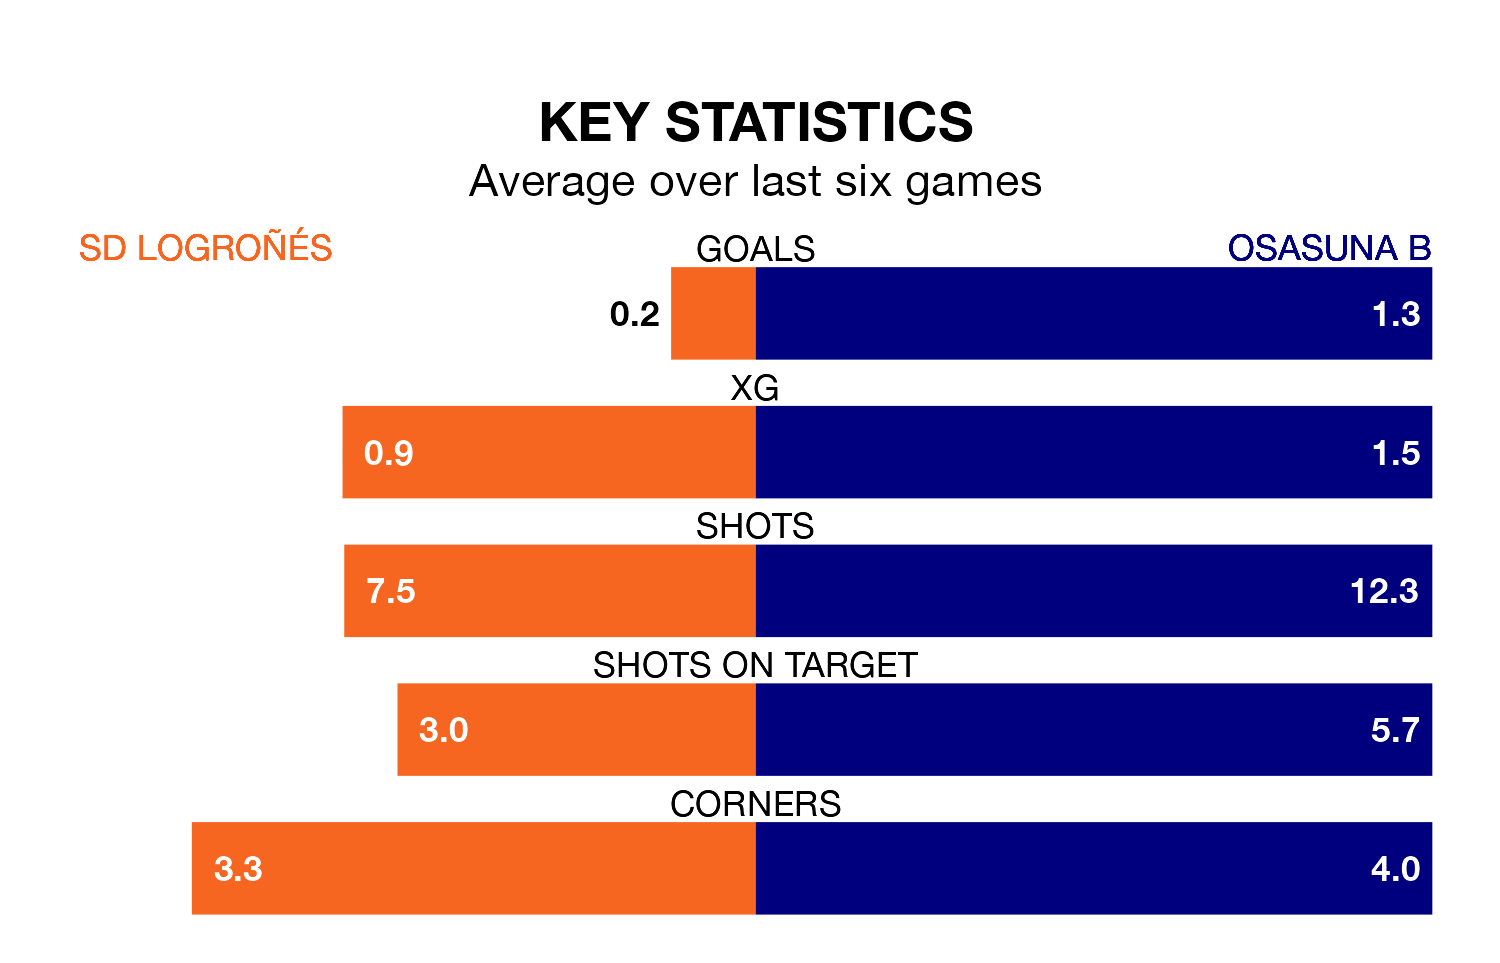 KEY STATISTICS
Average over last six games
SD LOGROÑÉS GOALS OSASUNA B
0.2 1.3
XG
0.9 1.5
SHOTS
7.5 12.3
SHOTS ON TARGET
3.0 5.7
CORNERS
3.3 4.0